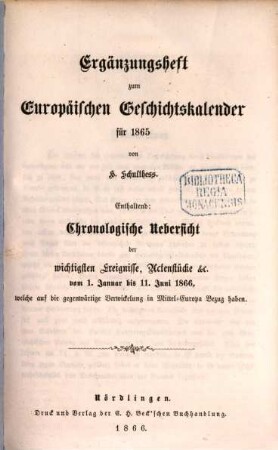 Ergänzungsheft
zum
Europäischen Geschichtskalender
für 1865
von
H. Schulthess.
BIBLIOTHECA
REGIA
MONACENSIS
Enthaltend:
Chronologische Uebersicht
der
wichtigsten Ereignisse, Actenstücke &c.
vom 1. Januar bis 11. Juni 1866,
welche auf die gegenwärtige Verwickelung in Mittel-Europa Bezug haben.
Nördlingen.
Druck und Verlag der C. H. Beck'schen Buchhandlung.
1866.